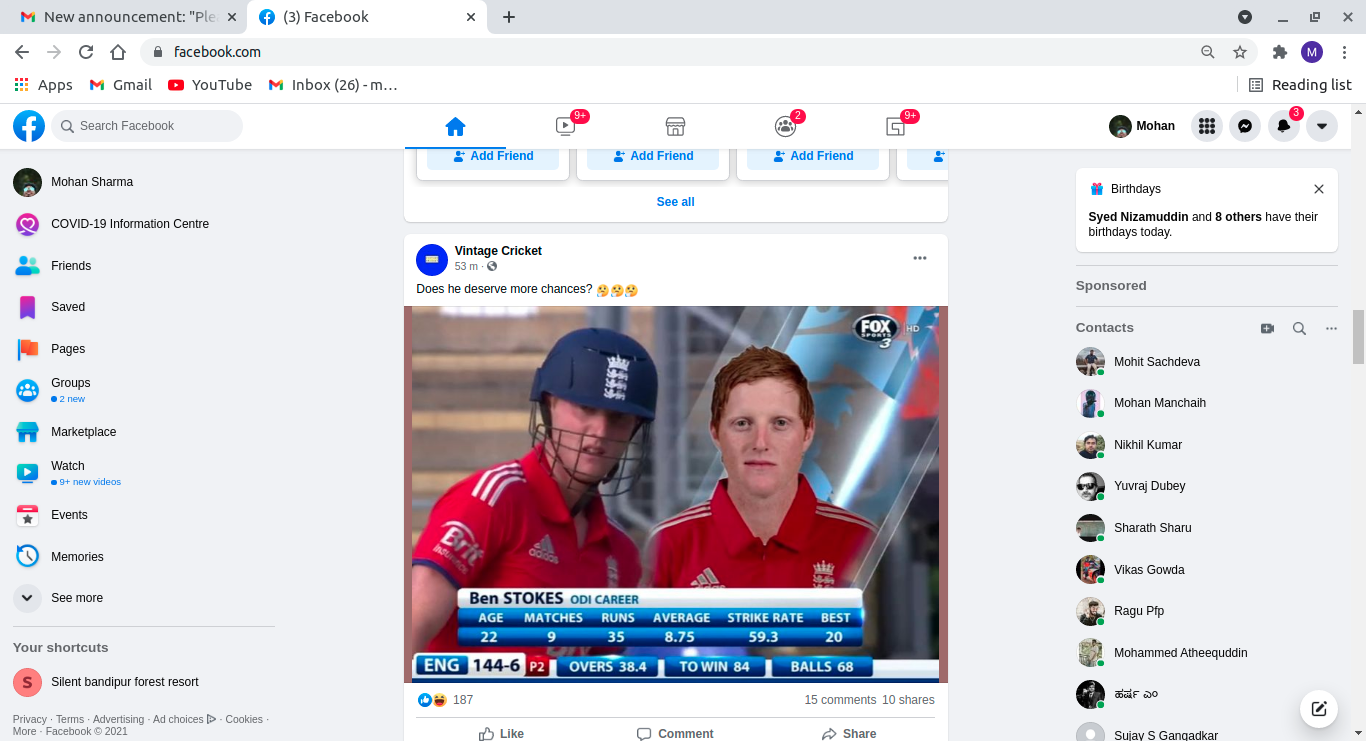 New announcement: "Ple
(3) Facebook
facebook.com
M
Apps
Gmail
YouTube
Inbox (26) - m…
Reading list
Search Facebook
9+
2
9+
Mohan
3
Mohan Sharma
COVID-19 Information Centre
Friends
Saved
Pages
Groups
2 new
Marketplace
Watch
9+ new videos
Events
Memories
See more
Your shortcuts
S
Silent bandipur forest resort
Privacy · Terms · Advertising · Ad choices · Cookies ·
More · Facebook © 2021
Add Friend
Add Friend
Add Friend
See all
Vintage Cricket
53 m ·
Does he deserve more chances? 🤔🤔🤔
FOX
SPORTS
3
HD
Brit
INSURANCE
adidas
Ben STOKES ODI CAREER
AGE MATCHES RUNS AVERAGE STRIKE RATE BEST
22 9 35 8.75 59.3 20
ENG 144-6 P2 OVERS 38.4 TO WIN 84 BALLS 68
187
15 comments 10 shares
Like
Comment
Share
Birthdays
Syed Nizamuddin and 8 others have their
birthdays today.
Sponsored
Contacts
Mohit Sachdeva
Mohan Manchaih
Nikhil Kumar
Yuvraj Dubey
Sharath Sharu
Vikas Gowda
Ragu Pfp
Mohammed Atheequddin
ಹರ್ಷ ಎಂ
Sujay S Gangadkar